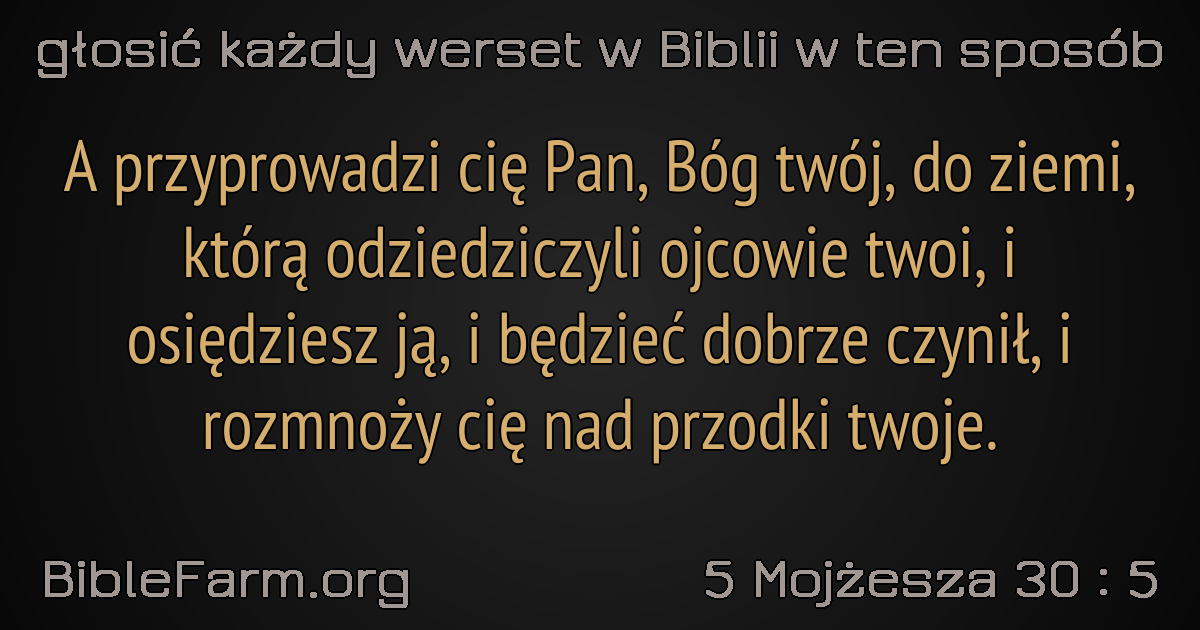 głosić każdy werset w Biblii w ten sposób
A przyprowadzi cię Pan, Bóg twój, do ziemi,
którą odziedziczyli ojcowie twoi, i
osiędziesz ją, i będzieć dobrze czynił, i
rozmnoży cię nad przodki twoje.
BibleFarm.org
5 Mojżesza 30 : 5